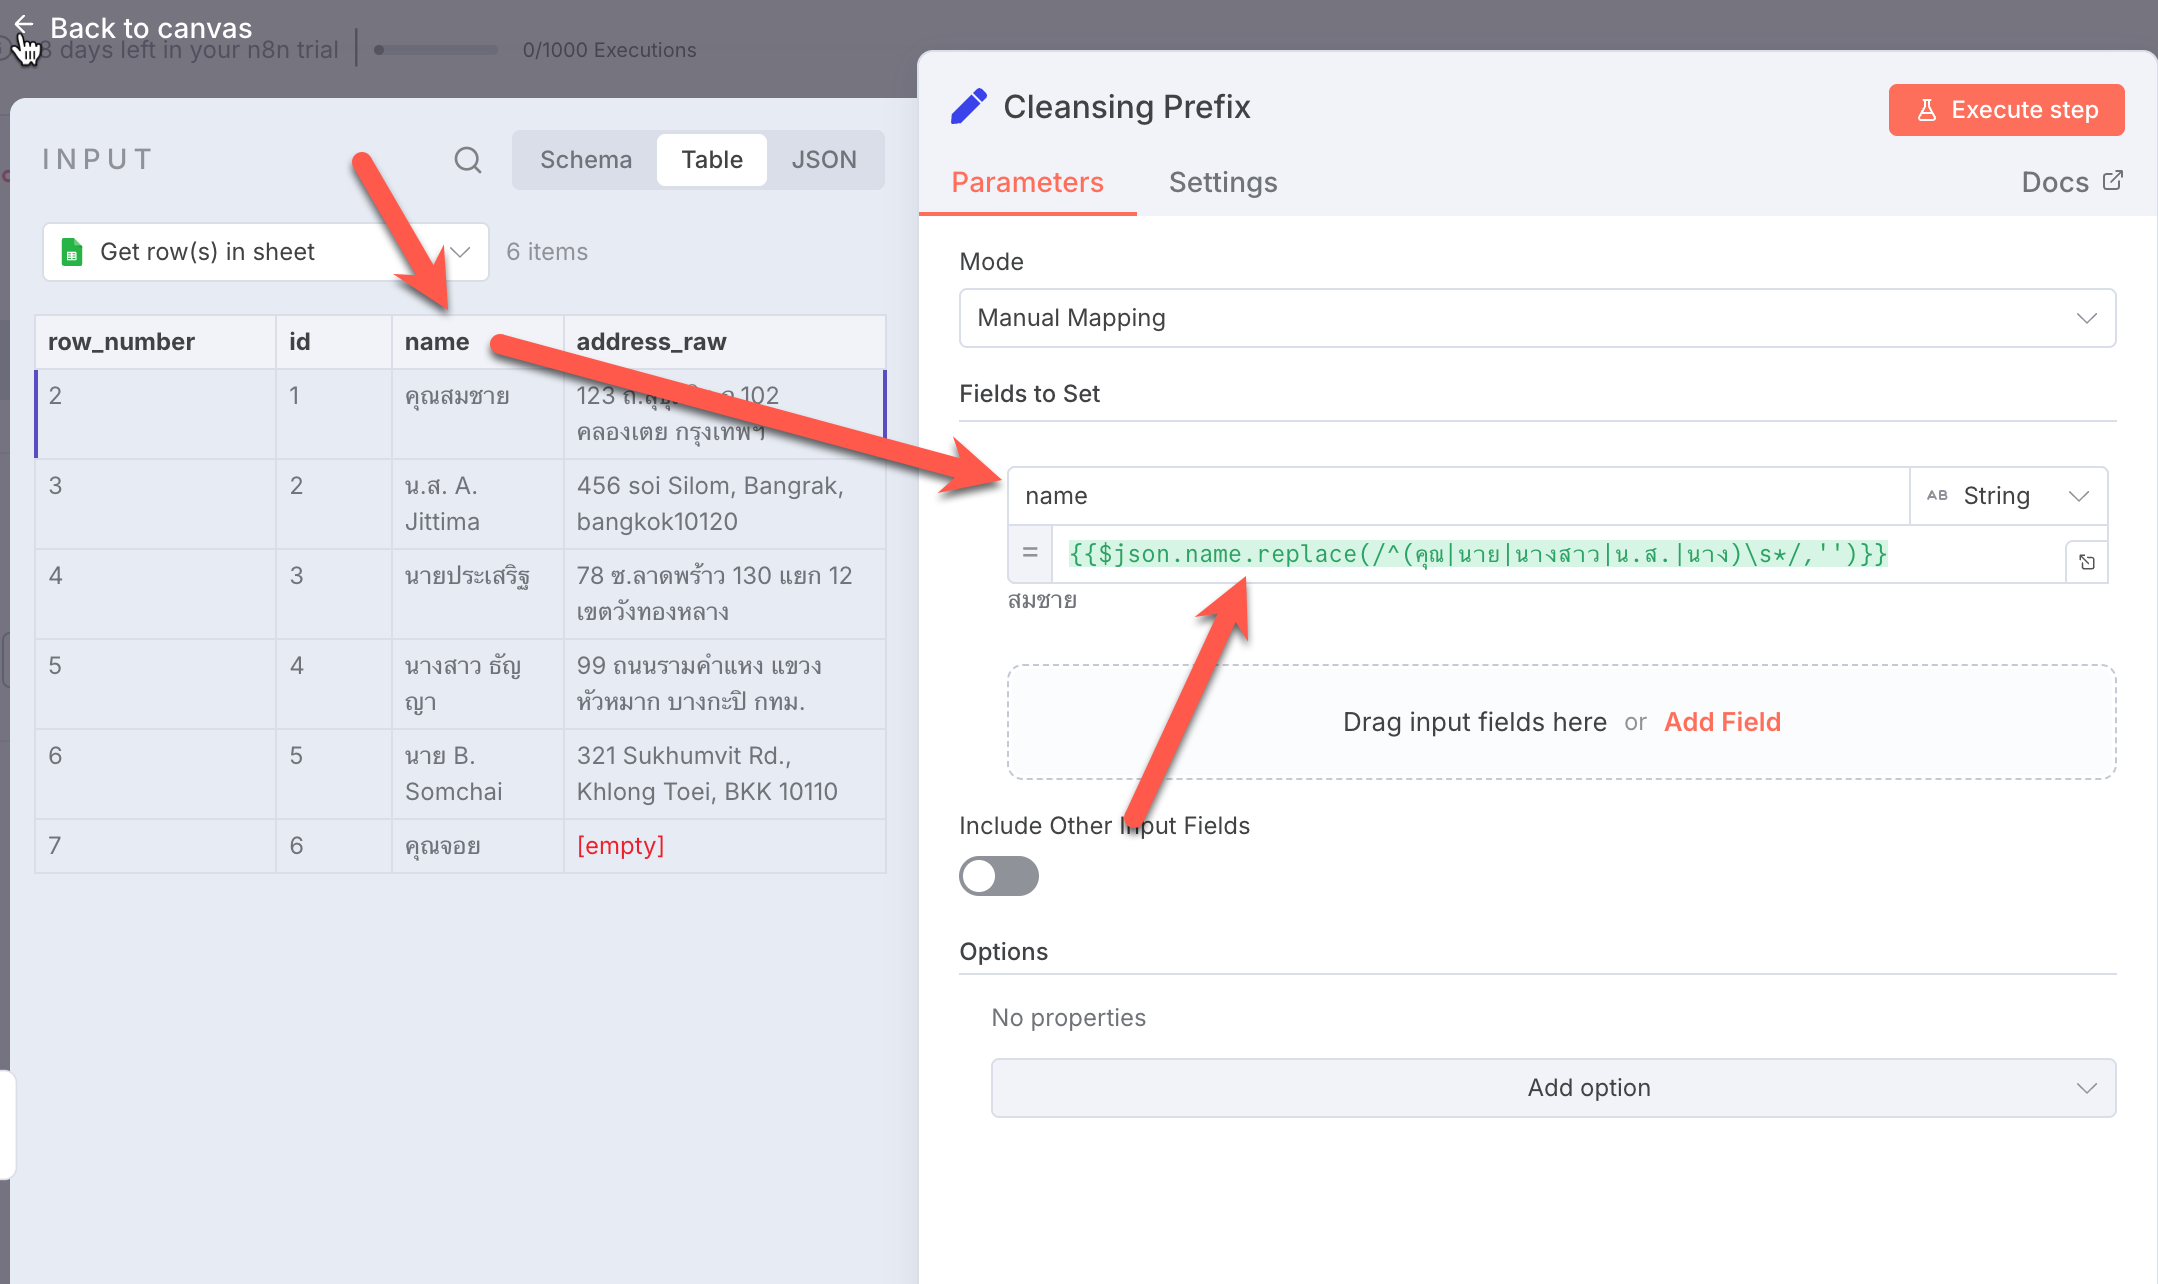 Back to canvas
8 days left in your n8n trial
0/1000 Executions
INPUT
Schema
Table
JSON
Get row(s) in sheet
6 items
row_number id name address_raw
2 1 คุณสมชาย 123 102
คลองเตย กรุงเทพฯ
3 2 น.ส. A. 456 soi Silom, Bangrak,
Jittima bangkok10120
4 3 นายประเสริฐ 78 ซ.ลาดพร้าว 130 แยก 12
เขตวังทองหลาง
5 4 นางสาว ธัญ 99 ถนนรามคำแหง แขวง
ญา หัวหมาก บางกะปิ กทม.
6 5 นาย B. 321 Sukhumvit Rd.,
Somchai Khlong Toei, BKK 10110
7 6 คุณจอย [empty]
Cleansing Prefix
Execute step
Parameters
Settings
Docs
Mode
Manual Mapping
Fields to Set
name
AB String
= {{$json.name.replace(/^(คุณ|นาย|นางสาว|น.ส.|นาง)\s*/,'')}}
สมชาย
Drag input fields here or Add Field
Include Other Input Fields
Options
No properties
Add option